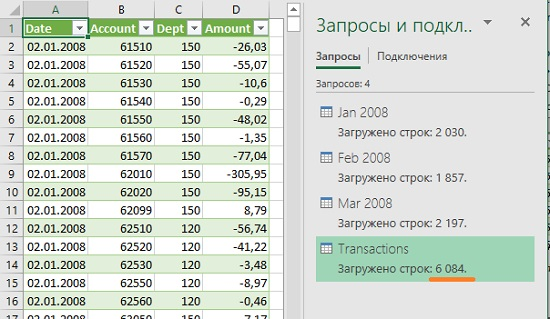 A B C D
1 Date Account Dept Amount
2 02.01.2008 61510 150 -26,03
3 02.01.2008 61520 150 -55,07
4 02.01.2008 61530 150 -10,6
5 02.01.2008 61540 150 -0,29
6 02.01.2008 61550 150 -48,02
7 02.01.2008 61560 150 -1,35
8 02.01.2008 61570 150 -77,04
9 02.01.2008 62010 150 -305,95
10 02.01.2008 62020 150 -95,15
11 02.01.2008 62099 150 8,79
12 02.01.2008 62510 120 -56,74
13 02.01.2008 62520 120 -41,22
14 02.01.2008 62530 120 -3,48
15 02.01.2008 62550 120 -8,97
16 02.01.2008 62560 120 -0,46
17 02.01.2008 63050 150 -7,17
Запросы и подкл..
Запросы Подключения
Запросов: 4
Jan 2008
Загружено строк: 2 030.
Feb 2008
Загружено строк: 1 857.
Mar 2008
Загружено строк: 2 197.
Transactions
Загружено строк: 6 084.